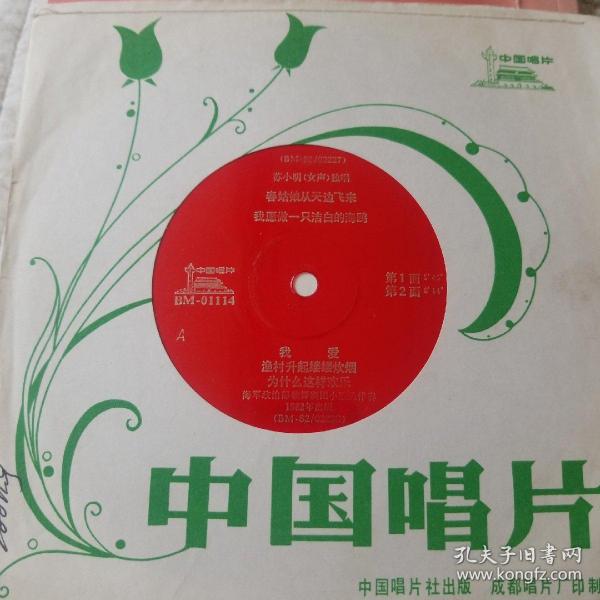 中国唱片
(BM-82/02227)
苏小明(女声)独唱
春姑娘从天边飞来
我愿做一只洁白的海鸥
中国唱片
BM-01114
第1面
第2面
A
我 爱
渔村升起缕缕炊烟
为什么这样欢乐
1982年出版
中国唱片
中国唱片社出版 成都唱片厂印制
孔夫子旧书网
www.kongfz.com